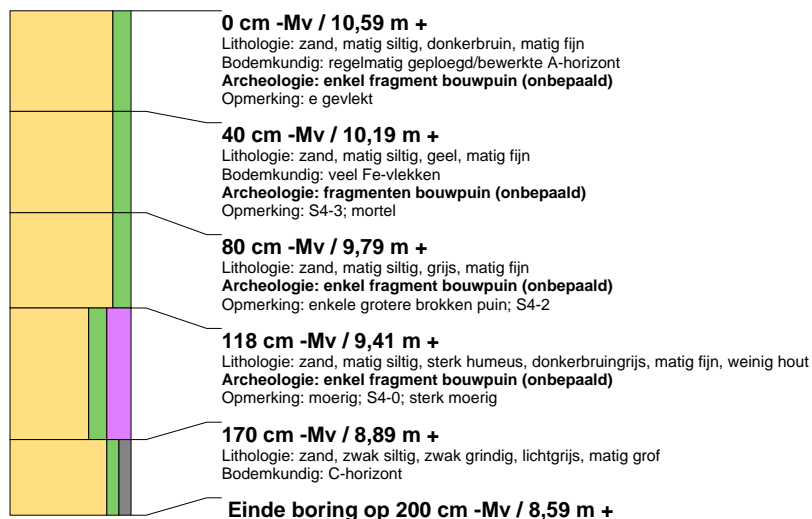 0 cm -Mv / 10,59 m +
Lithologie: zand, matig siltig, donkerbruin, matig fijn
Bodemkundig: regelmatig geploegd/bewerkte A-horizont
Archeologie: enkel fragment bouwpuin (onbepaald)
Opmerking: e gevlekt
40 cm -Mv / 10,19 m +
Lithologie: zand, matig siltig, geel, matig fijn
Bodemkundig: veel Fe-vlekken
Archeologie: fragmenten bouwpuin (onbepaald)
Opmerking: S4-3; mortel
80 cm -Mv / 9,79 m +
Lithologie: zand, matig siltig, grijs, matig fijn
Archeologie: enkel fragment bouwpuin (onbepaald)
Opmerking: enkele grotere brokken puin; S4-2
118 cm -Mv / 9,41 m +
Lithologie: zand, matig siltig, sterk humeus, donkerbruingrijs, matig fijn, weinig hout
Archeologie: enkel fragment bouwpuin (onbepaald)
Opmerking: moerig; S4-0; sterk moerig
170 cm -Mv / 8,89 m +
Lithologie: zand, zwak siltig, zwak grindig, lichtgrijs, matig grof
Bodemkundig: C-horizont
Einde boring op 200 cm -Mv / 8,59 m +